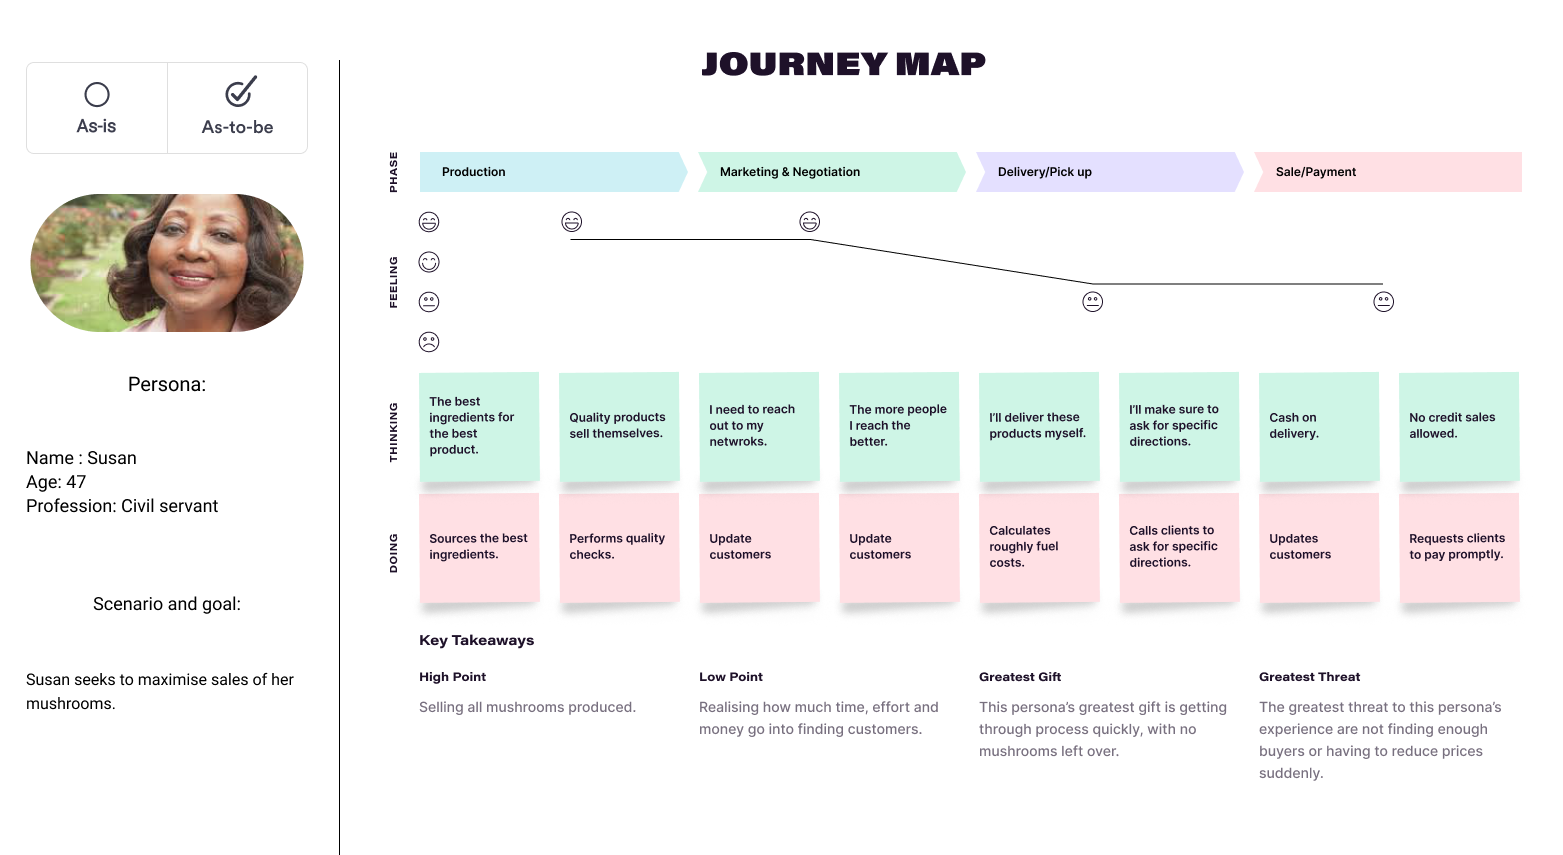 JOURNEY MAP
As-is
As-to-be
Persona:
Name : Susan
Age: 47
Profession: Civil servant
Scenario and goal:
Susan seeks to maximise sales of her
mushrooms.
PHASE
Production
Marketing & Negotiation
Delivery/Pick up
Sale/Payment
FEELING
THINKING
The best
ingredients for
the best
product.
Quality products
sell themselves.
I need to reach
out to my
netwroks.
The more people
I reach the
better.
I'll deliver these
products myself.
I'll make sure to
ask for specific
directions.
Cash on
delivery.
No credit sales
allowed.
DOING
Sources the best
ingredients.
Performs quality
checks.
Update
customers
Update
customers
Calculates
roughly fuel
costs.
Calls clients to
ask for specific
directions.
Updates
customers
Requests clients
to pay promptly.
Key Takeaways
High Point
Selling all mushrooms produced.
Low Point
Realising how much time, effort and
money go into finding customers.
Greatest Gift
This persona's greatest gift is getting
through process quickly, with no
mushrooms left over.
Greatest Threat
The greatest threat to this persona's
experience are not finding enough
buyers or having to reduce prices
suddenly.